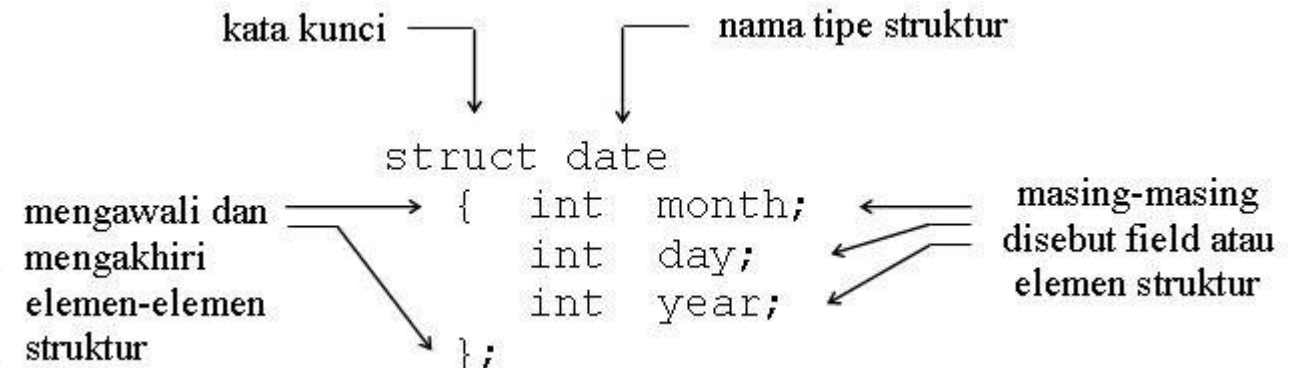 kata kunci
nama tipe struktur
struct date
{ int month;
int day;
int year;
};
mengawali dan
mengakhiri
elemen-elemen
struktur
masing-masing
disebut field atau
elemen struktur